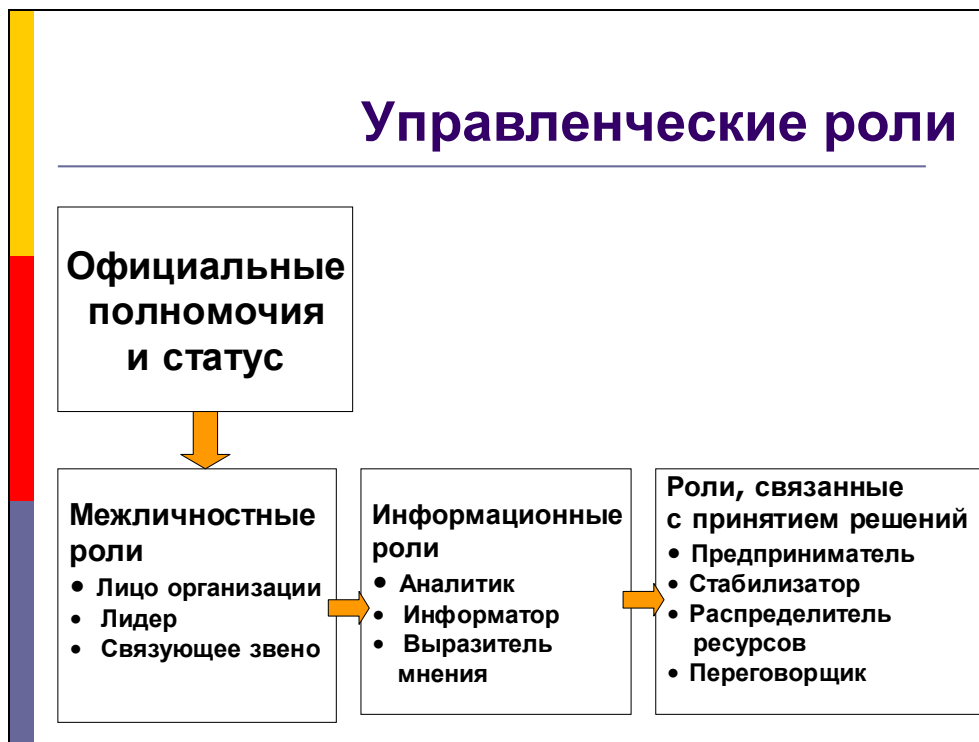 Управленческие роли
Официальные
полномочия
и статус
Межличностные
роли
• Лицо организации
• Лидер
• Связующее звено
Информационные
роли
• Аналитик
• Информатор
• Выразитель
мнения
Роли, связанные
с принятием решений
• Предприниматель
• Стабилизатор
• Распределитель
ресурсов
• Переговорщик